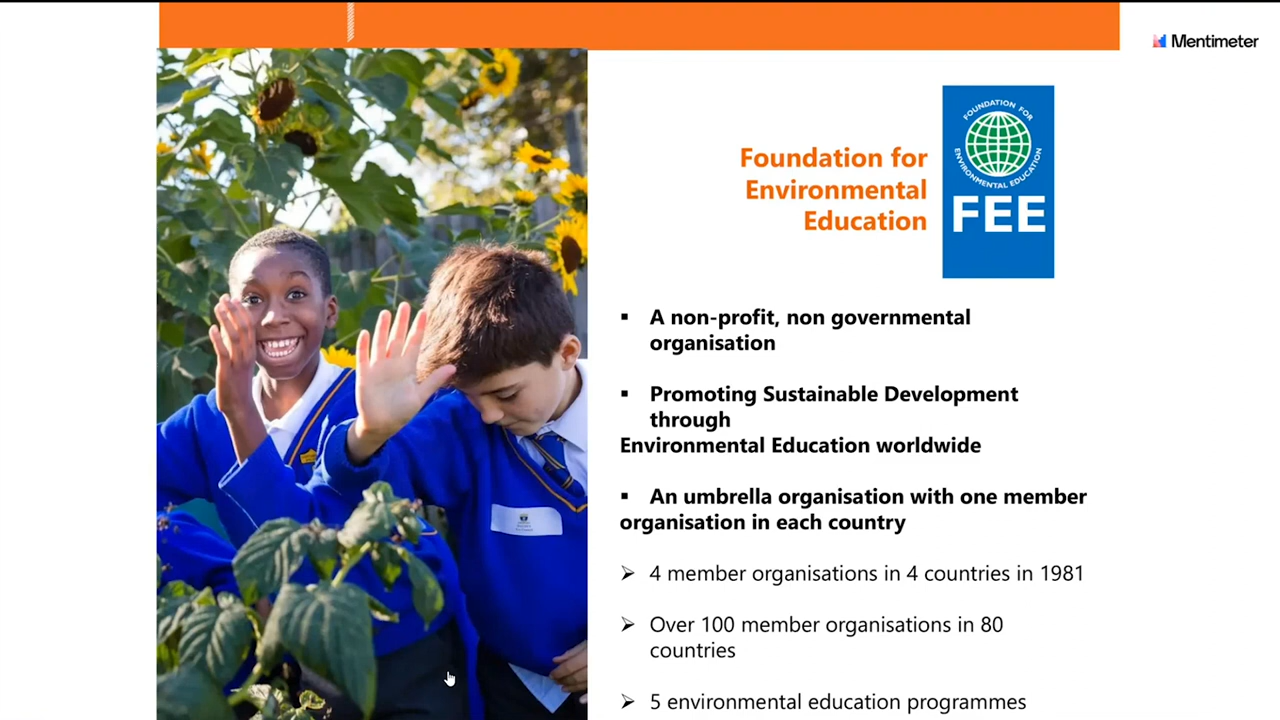 Mentimeter
Foundation for
Environmental
Education
FOUNDATION FOR
ENVIRONMENTAL EDUCATION
FEE
▪ A non-profit, non governmental
organisation
▪ Promoting Sustainable Development
through
Environmental Education worldwide
▪ An umbrella organisation with one member
organisation in each country
➢ 4 member organisations in 4 countries in 1981
➢ Over 100 member organisations in 80
countries
➢ 5 environmental education programmes